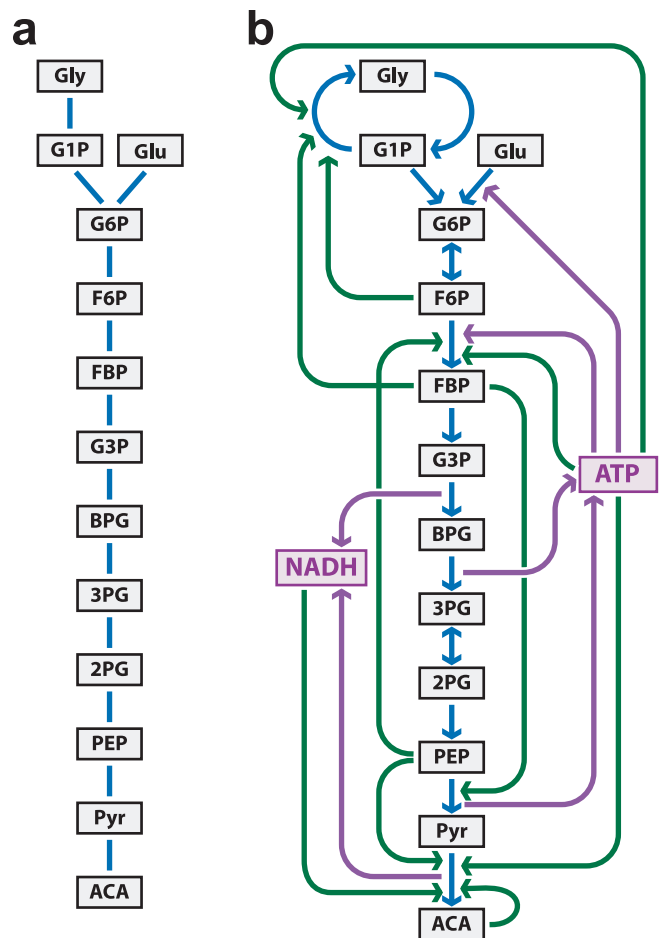 a
Gly
G1P
Glu
G6P
F6P
FBP
G3P
BPG
3PG
2PG
PEP
Pyr
ACA
b
Gly
G1P
Glu
G6P
F6P
FBP
G3P
ATP
BPG
NADH
3PG
2PG
PEP
Pyr
ACA